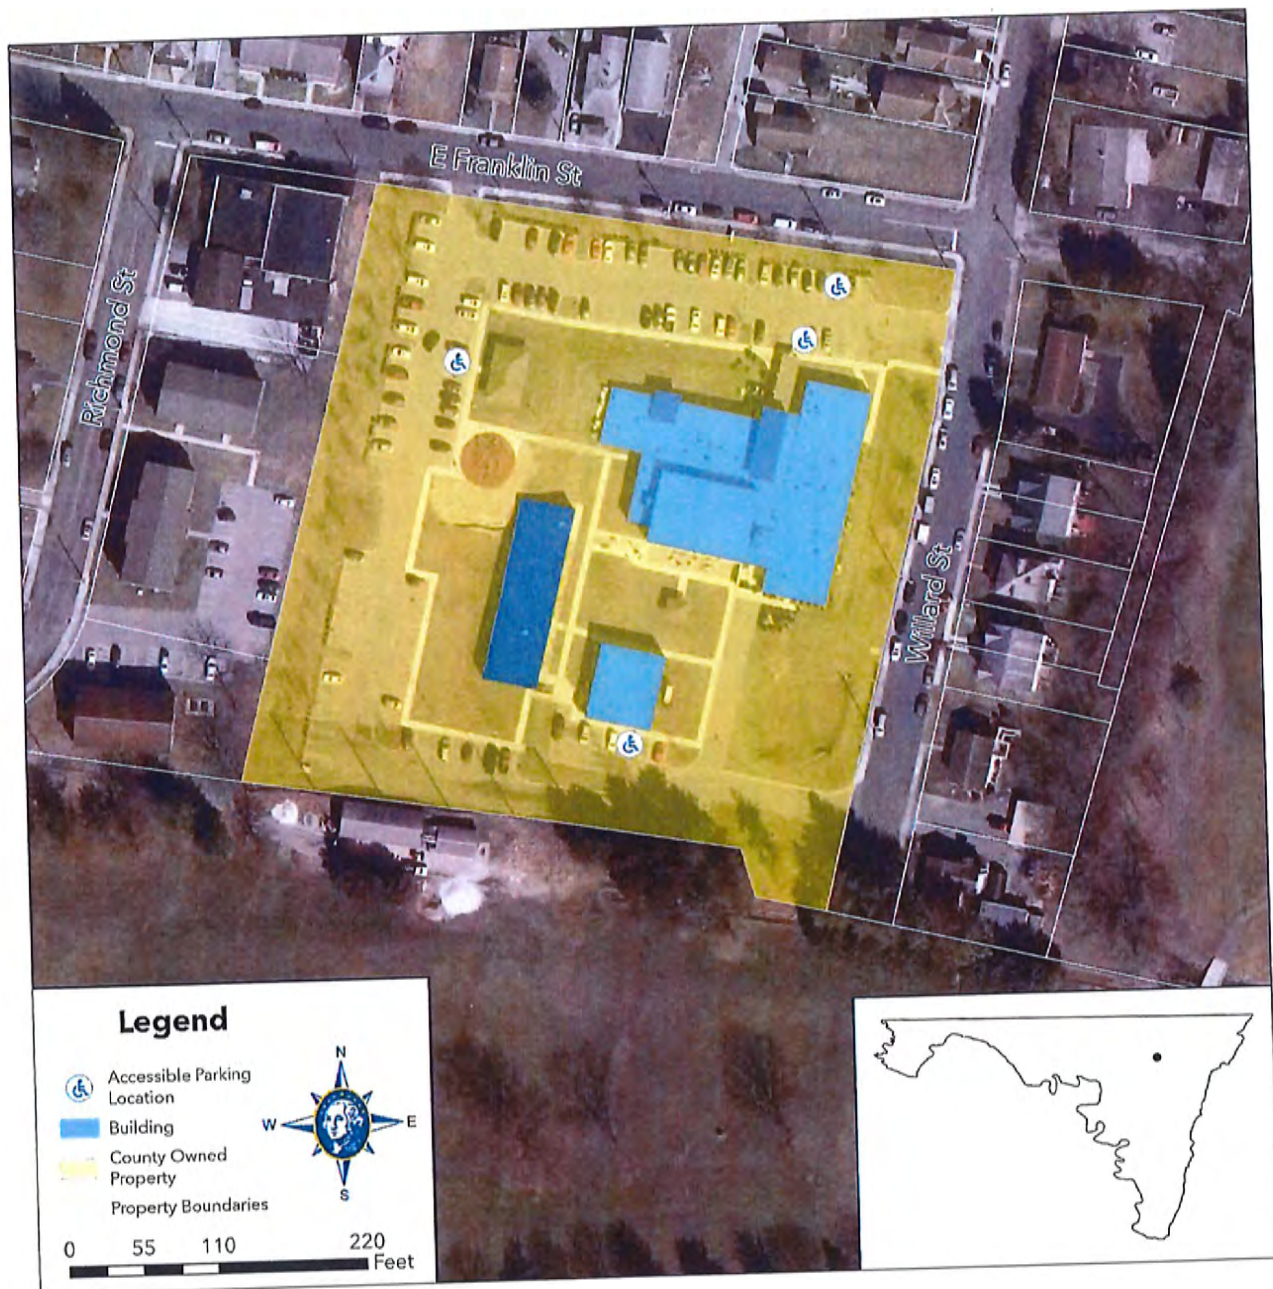 E Franklin St
Richmond St
Willard St
Legend
Accessible Parking
Location
Building
County Owned
Property
Property Boundaries
N
W
E
S
0 55 110 220
Feet